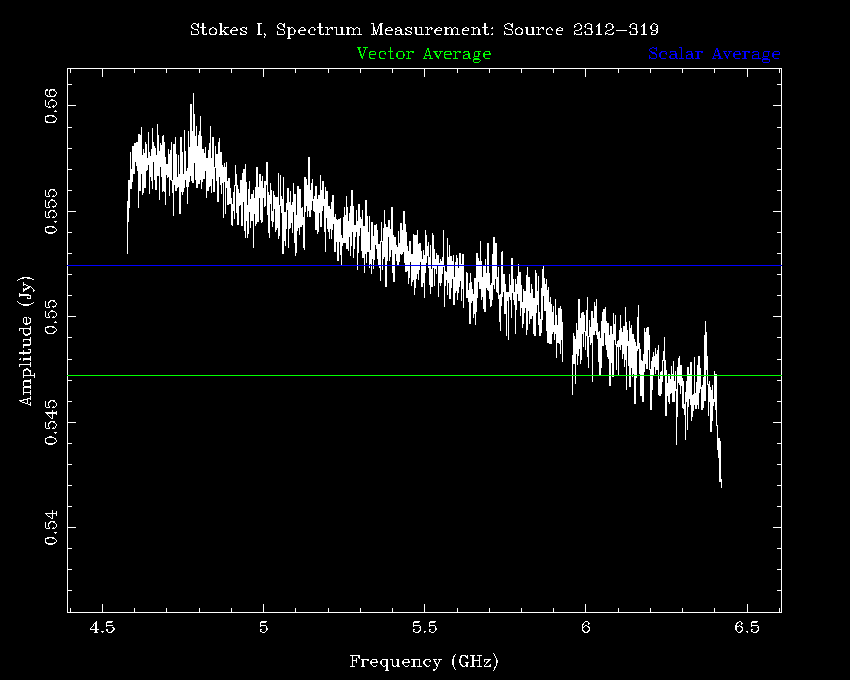 Stokes I, Spectrum Measurement: Source 2312−319
Vector Average
Scalar Average
0.56
0.555
0.55
0.545
0.54
Amplitude (Jy)
4.5 5 5.5 6 6.5
Frequency (GHz)